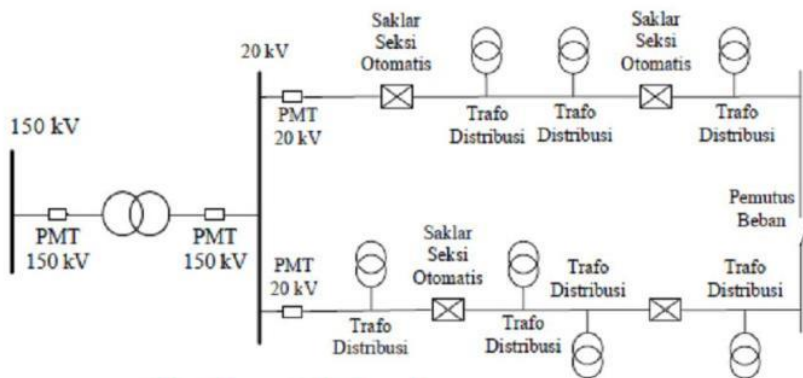 150 kV
PMT
150 kV
PMT
150 kV
20 kV
PMT
20 kV
Saklar
Seksi
Otomatis
Trafo
Distribusi
Trafo
Distribusi
Saklar
Seksi
Otomatis
Trafo
Distribusi
Pemutus
Beban
PMT
20 kV
Trafo
Distribusi
Saklar
Seksi
Otomatis
Trafo
Distribusi
Trafo
Distribusi
Trafo
Distribusi